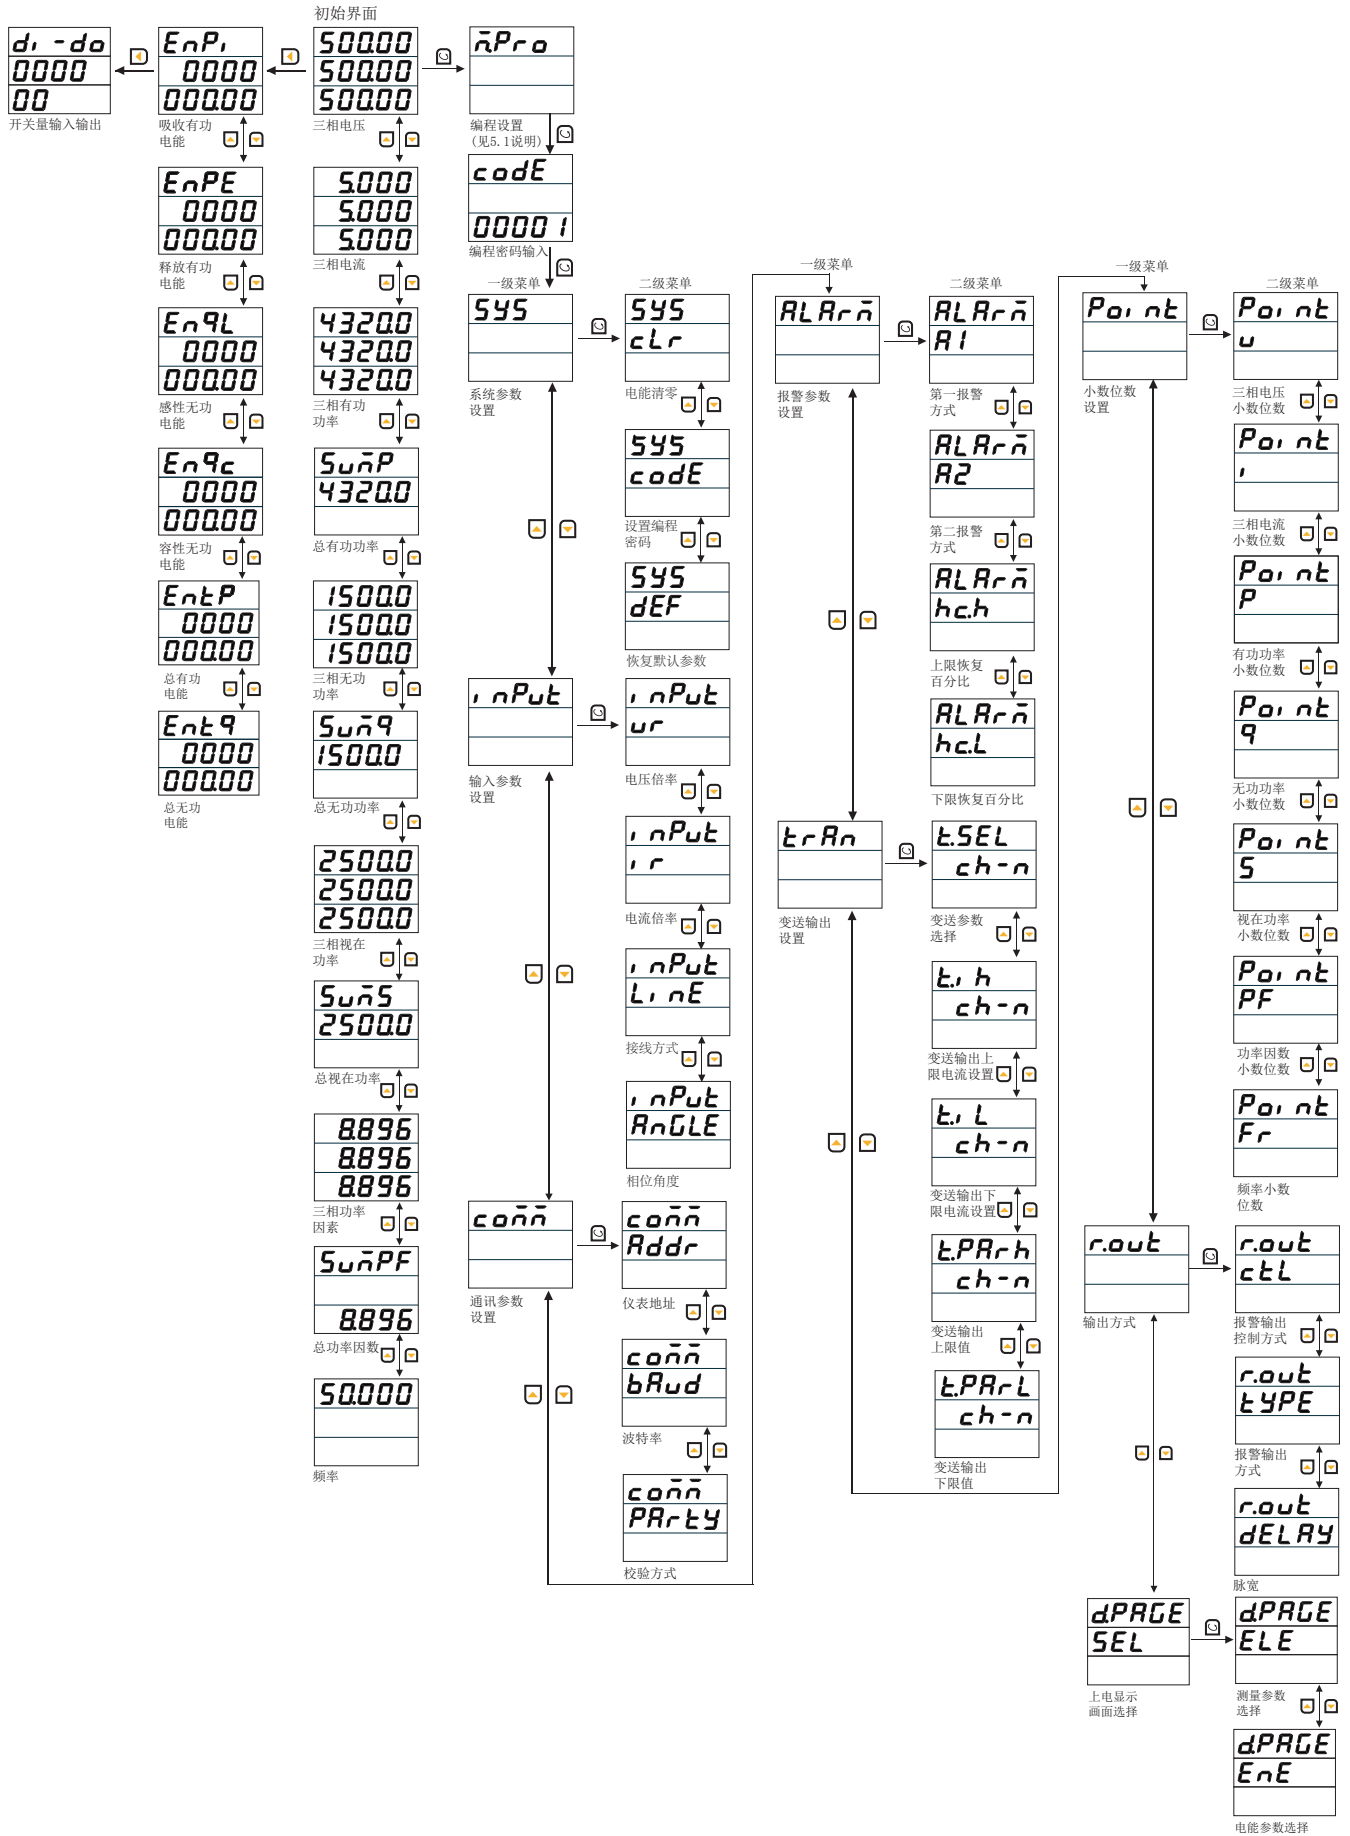 初始界面
di-do
0000
00
开关量输入输出
EnPi
0000
000.00
吸收有功
电能
EnPE
0000
000.00
释放有功
电能
EnqL
0000
000.00
感性无功
电能
Enqc
0000
000.00
容性无功
电能
EntP
0000
000.00
总有功
电能
Entq
0000
000.00
总无功
电能
500.00
500.00
500.00
三相电压
5.000
5.000
5.000
三相电流
4320.0
4320.0
4320.0
三相有功
功率
SumP
4320.0
总有功功率
1500.0
1500.0
1500.0
三相无功
功率
Sumq
1500.0
总无功功率
2500.0
2500.0
2500.0
三相视在
功率
SumS
2500.0
总视在功率
8.896
8.896
8.896
三相功率
因素
SumPF
8.896
总功率因数
50.000
频率
m.Pro
编程设置
(见5.1说明)
codE
00001
编程密码输入
一级菜单
SYS
系统参数
设置
inPut
输入参数
设置
comm
通讯参数
设置
二级菜单
SYS
cLr
电能清零
SYS
codE
设置编程
密码
SYS
dEF
恢复默认参数
inPut
ur
电压倍率
inPut
ir
电流倍率
inPut
LinE
接线方式
inPut
AnGLE
相位角度
comm
Addr
仪表地址
comm
bAud
波特率
comm
PArtY
校验方式
一级菜单
ALArm
报警参数
设置
trAn
变送输出
设置
二级菜单
ALArm
A1
第一报警
方式
ALArm
A2
第二报警
方式
ALArm
hc.h
上限恢复
百分比
ALArm
hc.L
下限恢复百分比
t.SEL
ch-n
变送参数
选择
t.ih
ch-n
变送输出上
限电流设置
t.iL
ch-n
变送输出下
限电流设置
t.PArh
ch-n
变送输出
上限值
t.PArL
ch-n
变送输出
下限值
一级菜单
Point
小数位数
设置
r.out
输出方式
d.PAGE
SEL
上电显示
画面选择
二级菜单
Point
u
三相电压
小数位数
Point
i
三相电流
小数位数
Point
P
有功功率
小数位数
Point
q
无功功率
小数位数
Point
S
视在功率
小数位数
Point
PF
功率因数
小数位数
Point
Fr
频率小数
位数
r.out
ctL
报警输出
控制方式
r.out
tYPE
报警输出
方式
r.out
dELAY
脉宽
d.PAGE
ELE
测量参数
选择
d.PAGE
EnE
电能参数选择